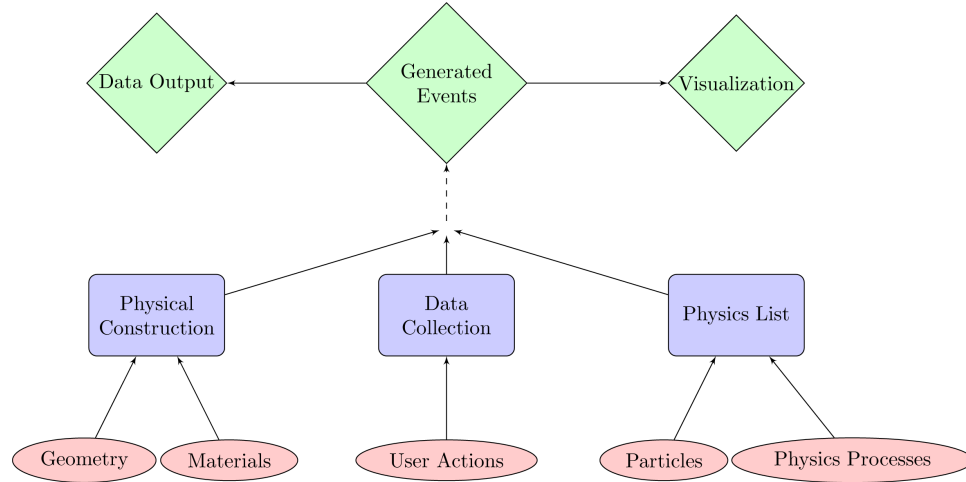 Data Output
Generated
Events
Visualization
Physical
Construction
Data
Collection
Physics List
Geometry
Materials
User Actions
Particles
Physics Processes